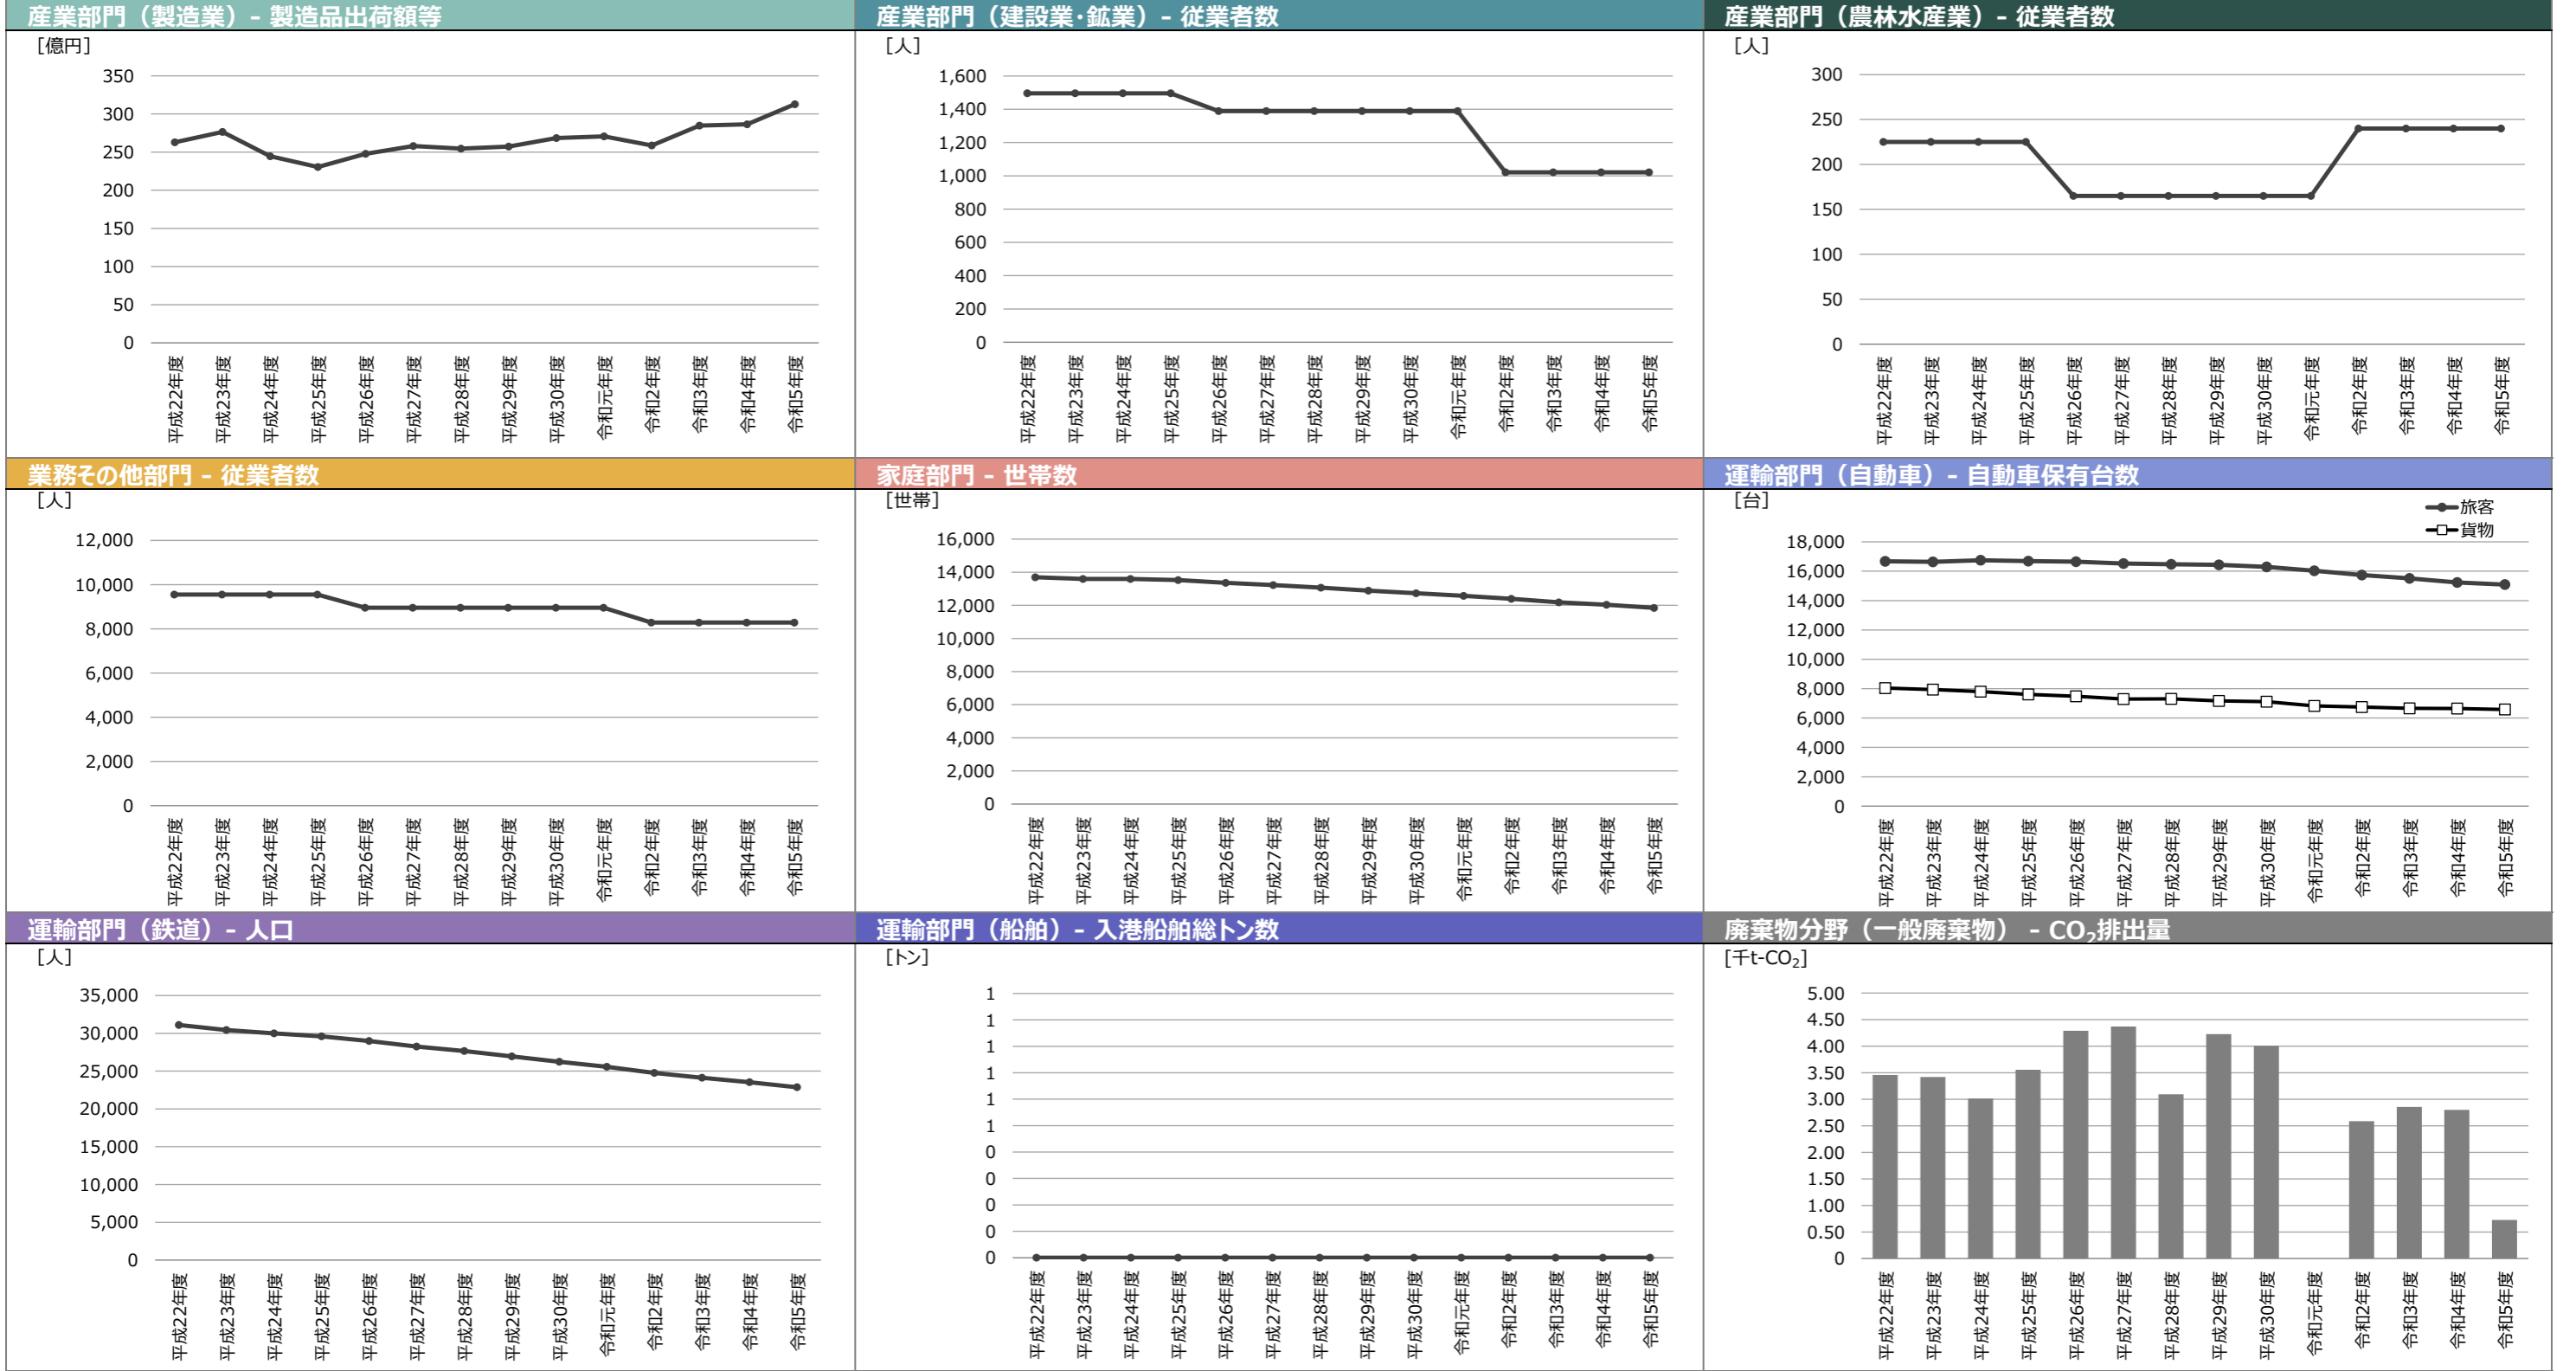 産業部門（製造業）- 製造品出荷額等
[億円]
350
300
250
200
150
100
50
0
平成22年度
平成23年度
平成24年度
平成25年度
平成26年度
平成27年度
平成28年度
平成29年度
平成30年度
令和元年度
令和2年度
令和3年度
令和4年度
令和5年度
産業部門（建設業・鉱業）- 従業者数
[人]
1,600
1,400
1,200
1,000
800
600
400
200
0
平成22年度
平成23年度
平成24年度
平成25年度
平成26年度
平成27年度
平成28年度
平成29年度
平成30年度
令和元年度
令和2年度
令和3年度
令和4年度
令和5年度
産業部門（農林水産業）- 従業者数
[人]
300
250
200
150
100
50
0
平成22年度
平成23年度
平成24年度
平成25年度
平成26年度
平成27年度
平成28年度
平成29年度
平成30年度
令和元年度
令和2年度
令和3年度
令和4年度
令和5年度
業務その他部門 - 従業者数
[人]
12,000
10,000
8,000
6,000
4,000
2,000
0
平成22年度
平成23年度
平成24年度
平成25年度
平成26年度
平成27年度
平成28年度
平成29年度
平成30年度
令和元年度
令和2年度
令和3年度
令和4年度
令和5年度
家庭部門 - 世帯数
[世帯]
16,000
14,000
12,000
10,000
8,000
6,000
4,000
2,000
0
平成22年度
平成23年度
平成24年度
平成25年度
平成26年度
平成27年度
平成28年度
平成29年度
平成30年度
令和元年度
令和2年度
令和3年度
令和4年度
令和5年度
運輸部門（自動車）- 自動車保有台数
[台]
旅客
貨物
18,000
16,000
14,000
12,000
10,000
8,000
6,000
4,000
2,000
0
平成22年度
平成23年度
平成24年度
平成25年度
平成26年度
平成27年度
平成28年度
平成29年度
平成30年度
令和元年度
令和2年度
令和3年度
令和4年度
令和5年度
運輸部門（鉄道）- 人口
[人]
35,000
30,000
25,000
20,000
15,000
10,000
5,000
0
平成22年度
平成23年度
平成24年度
平成25年度
平成26年度
平成27年度
平成28年度
平成29年度
平成30年度
令和元年度
令和2年度
令和3年度
令和4年度
令和5年度
運輸部門（船舶）- 入港船舶総トン数
[トン]
1
1
1
1
1
1
0
0
0
0
0
平成22年度
平成23年度
平成24年度
平成25年度
平成26年度
平成27年度
平成28年度
平成29年度
平成30年度
令和元年度
令和2年度
令和3年度
令和4年度
令和5年度
廃棄物分野（一般廃棄物） - CO₂排出量
[千t-CO₂]
5.00
4.50
4.00
3.50
3.00
2.50
2.00
1.50
1.00
0.50
0
平成22年度
平成23年度
平成24年度
平成25年度
平成26年度
平成27年度
平成28年度
平成29年度
平成30年度
令和元年度
令和2年度
令和3年度
令和4年度
令和5年度